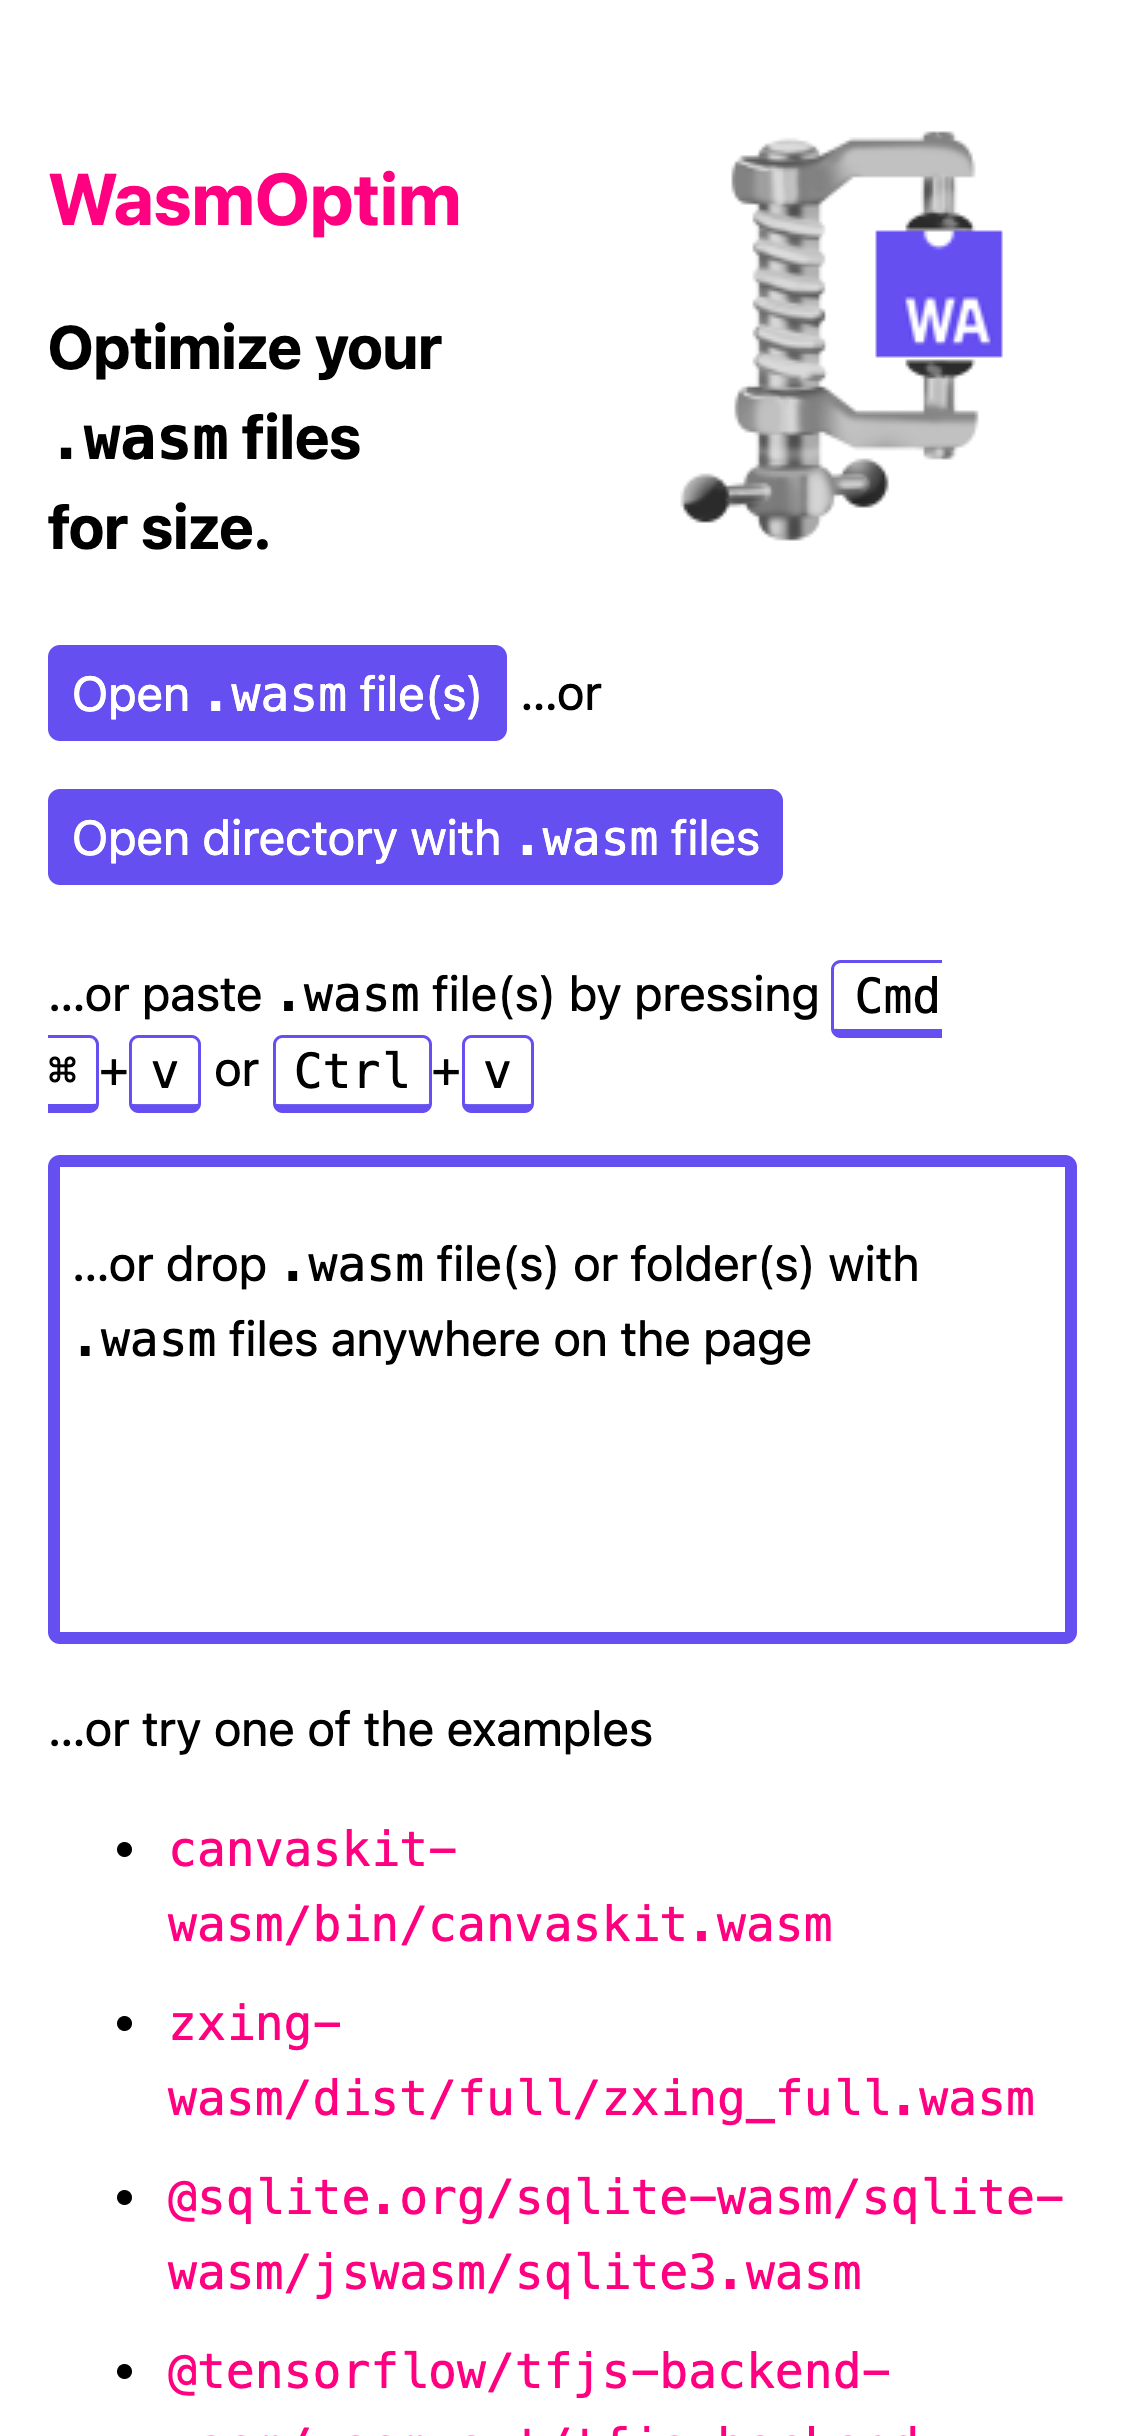 WasmOptim
WA
Optimize your
.wasm files
for size.
Open .wasm file(s) ...or
Open directory with .wasm files
...or paste .wasm file(s) by pressing Cmd
⌘+v or Ctrl+v
...or drop .wasm file(s) or folder(s) with
.wasm files anywhere on the page
...or try one of the examples
• canvaskit-
wasm/bin/canvaskit.wasm
• zxing-
wasm/dist/full/zxing_full.wasm
• @sqlite.org/sqlite-wasm/sqlite-
wasm/jswasm/sqlite3.wasm
• @tensorflow/tfjs-backend-